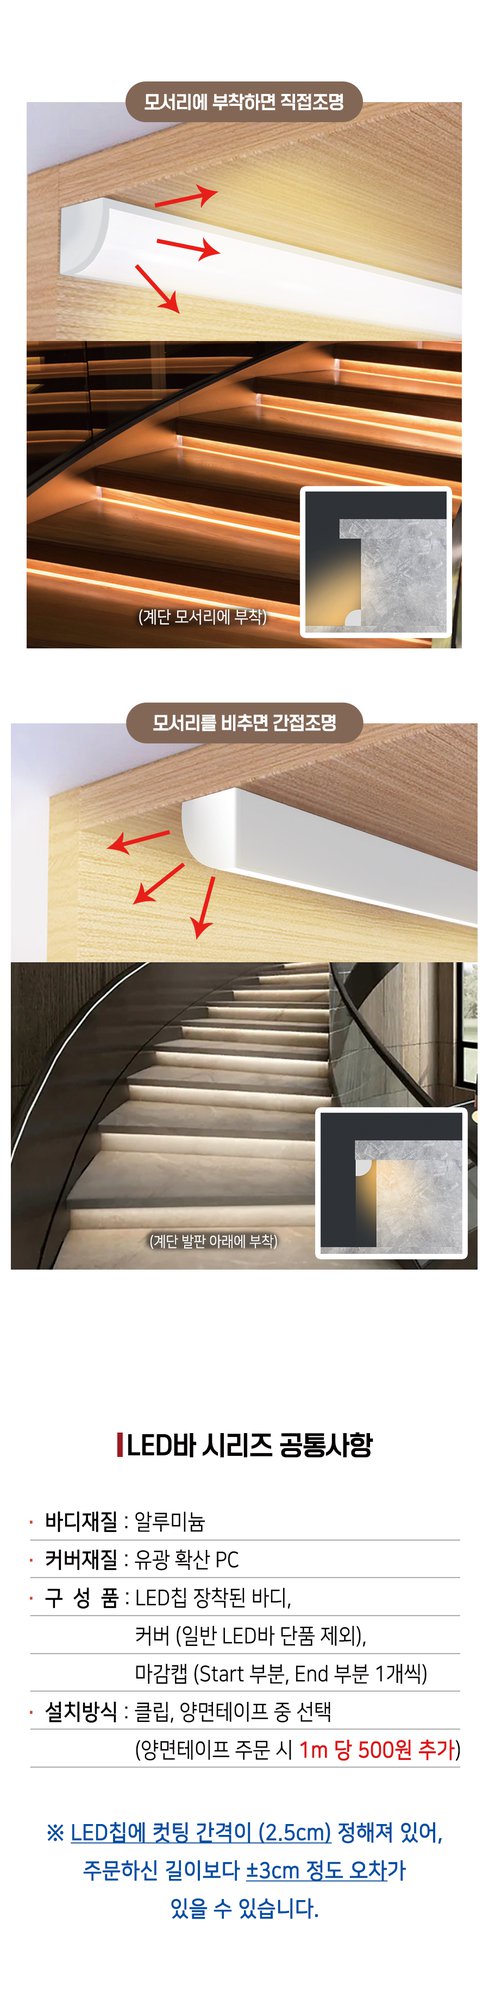 모서리에 부착하면 직접조명
(계단 모서리에 부착)
모서리를 비추면 간접조명
(계단 발판 아래에 부착)
LED바 시리즈 공통사항
· 바디재질 : 알루미늄
· 커버재질 : 유광 확산 PC
· 구 성 품 : LED칩 장착된 바디,
커버 (일반 LED바 단품 제외),
마감캡 (Start 부분, End 부분 1개씩)
· 설치방식 : 클립, 양면테이프 중 선택
(양면테이프 주문 시 1m 당 500원 추가)
※ LED칩에 컷팅 간격이 (2.5cm) 정해져 있어,
주문하신 길이보다 ±3cm 정도 오차가
있을 수 있습니다.